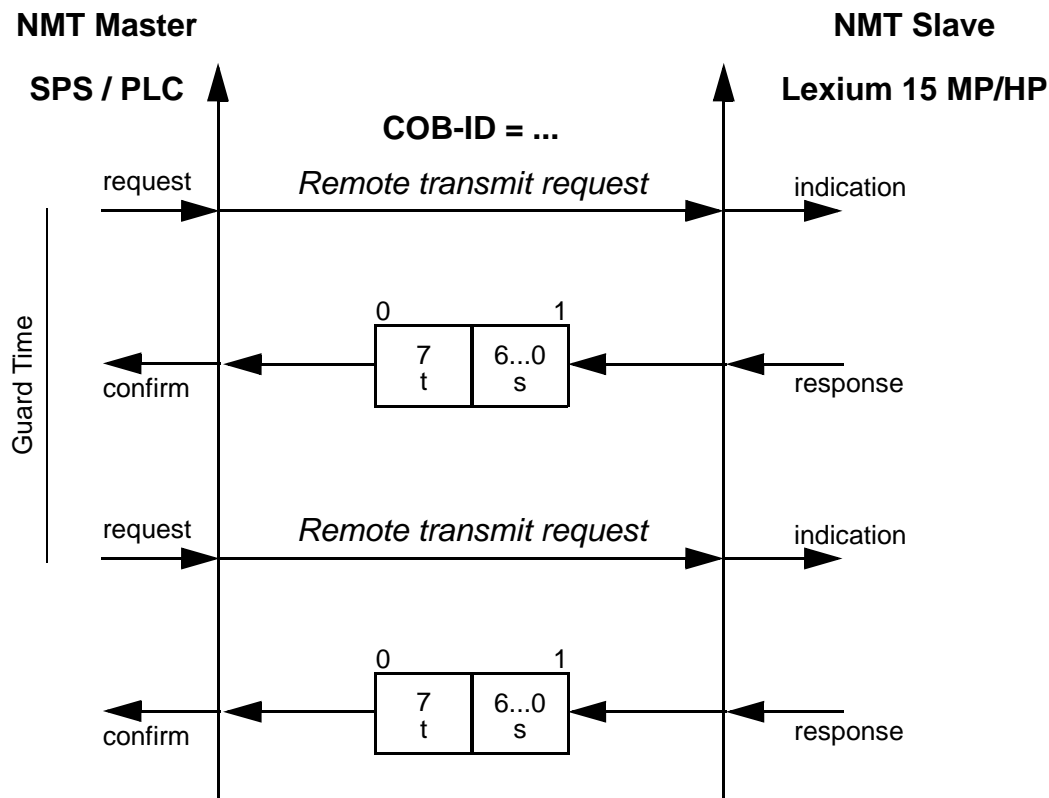 NMT Master
NMT Slave
SPS / PLC
Lexium 15 MP/HP
COB-ID = ...
request
Remote transmit request
indication
Guard Time
0 1
7 6...0
t s
confirm
response
request
Remote transmit request
indication
0 1
7 6...0
t s
confirm
response